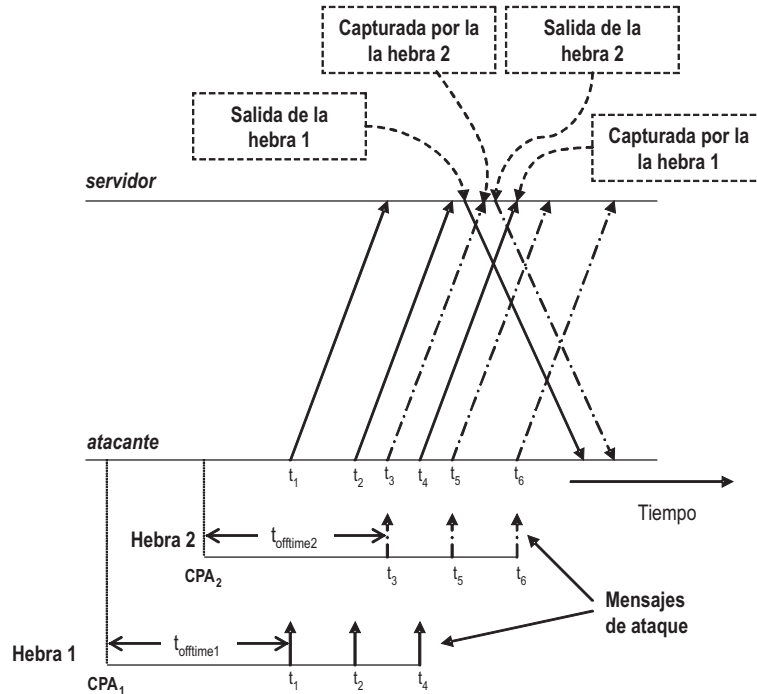 Capturada por la
la hebra 2
Salida de la
hebra 2
Salida de la
hebra 1
Capturada por la
la hebra 1
servidor
atacante
t1 t2 t3 t4 t5 t6
Tiempo
Hebra 2
tofftime2
CPA2
t3 t5 t6
Mensajes
de ataque
Hebra 1
tofftime1
CPA1
t1 t2 t4